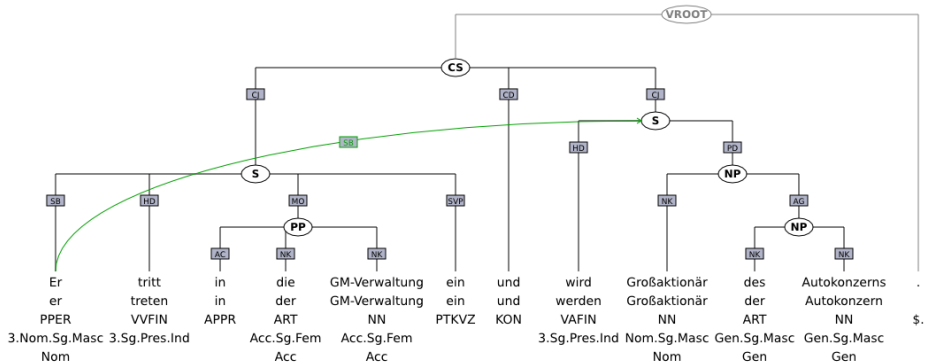 VROOT
CS
CJ CD CJ
SB S
HD PD
S NP
SB HD MO SVP NK AG
PP NP
AC NK NK NK NK
Er tritt in die GM-Verwaltung ein und wird Großaktionär des Autokonzerns .
er treten in der GM-Verwaltung ein und werden Großaktionär der Autokonzern
PPER VVFIN APPR ART NN PTKVZ KON VAFIN NN ART NN $.
3.Nom.Sg.Masc 3.Sg.Pres.Ind Acc.Sg.Fem Acc.Sg.Fem 3.Sg.Pres.Ind Nom.Sg.Masc Gen.Sg.Masc Gen.Sg.Masc
Nom Acc Acc Nom Gen Gen